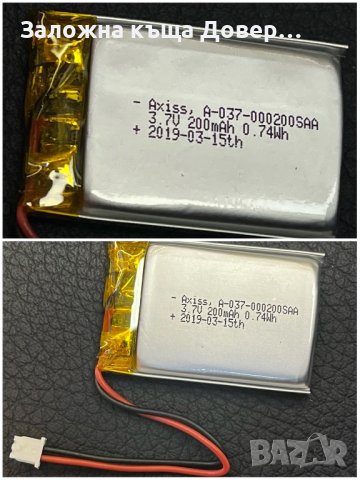 Заложна къща Довер...
- Axiss, A-037-000200SAA
3.7V 200mAh 0.74Wh
+ 2019-03-15th
- Axiss, A-037-000200SAA
3.7V 200mAh 0.74Wh
+ 2019-03-15th
BAZAR